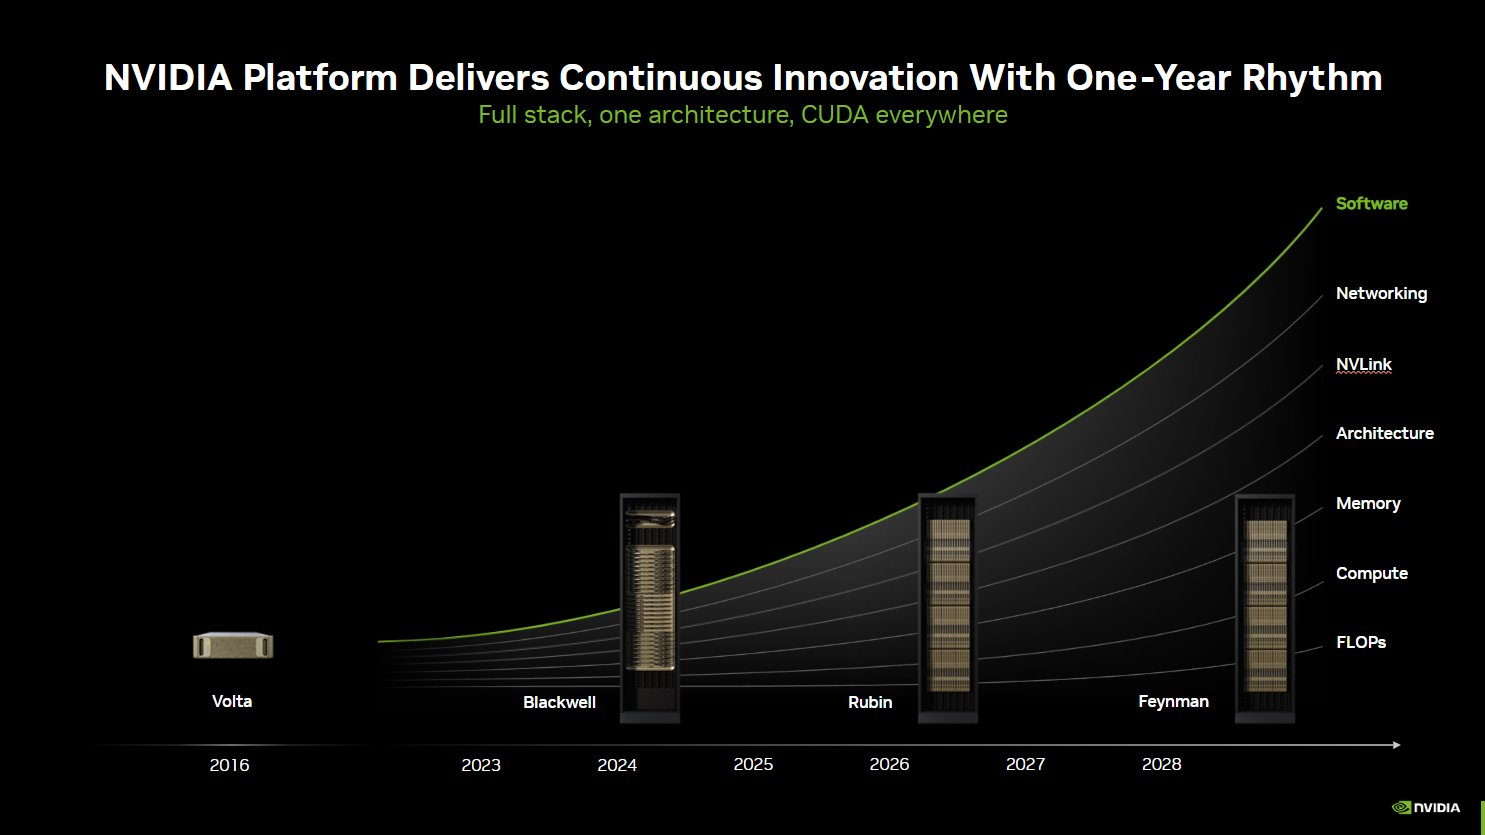 NVIDIA Platform Delivers Continuous Innovation With One-Year Rhythm
Full stack, one architecture, CUDA everywhere
Software
Networking
NVLink
Architecture
Memory
Compute
FLOPs
Volta
Blackwell
Rubin
Feynman
2016
2023
2024
2025
2026
2027
2028
NVIDIA